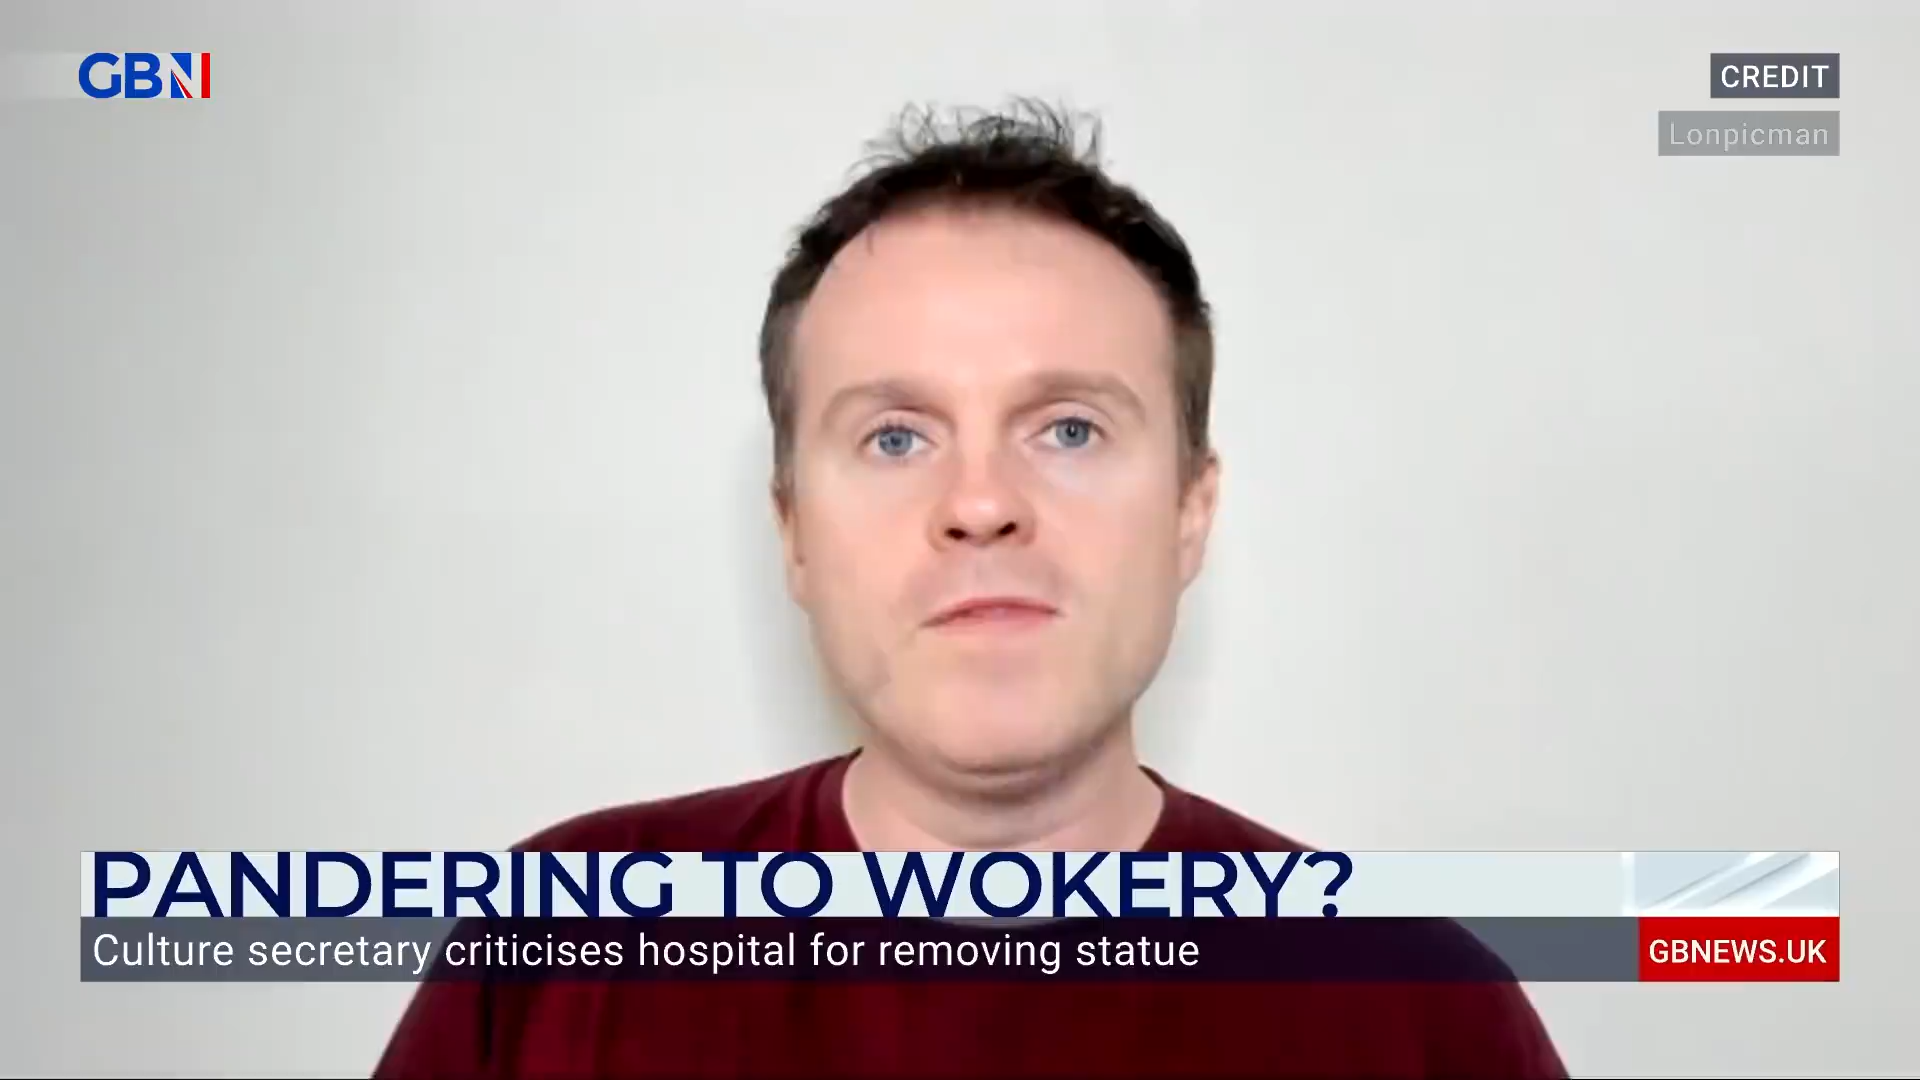 GBN
CREDIT
Lonpicman
PANDERING TO WOKERY?
Culture secretary criticises hospital for removing statue
GBNEWS.UK